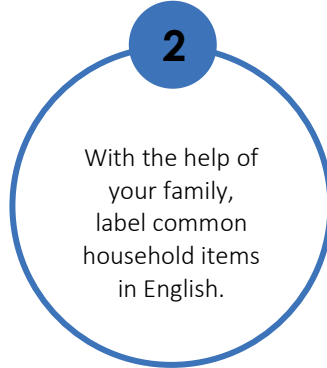 2
With the help of
your family,
label common
household items
in English.